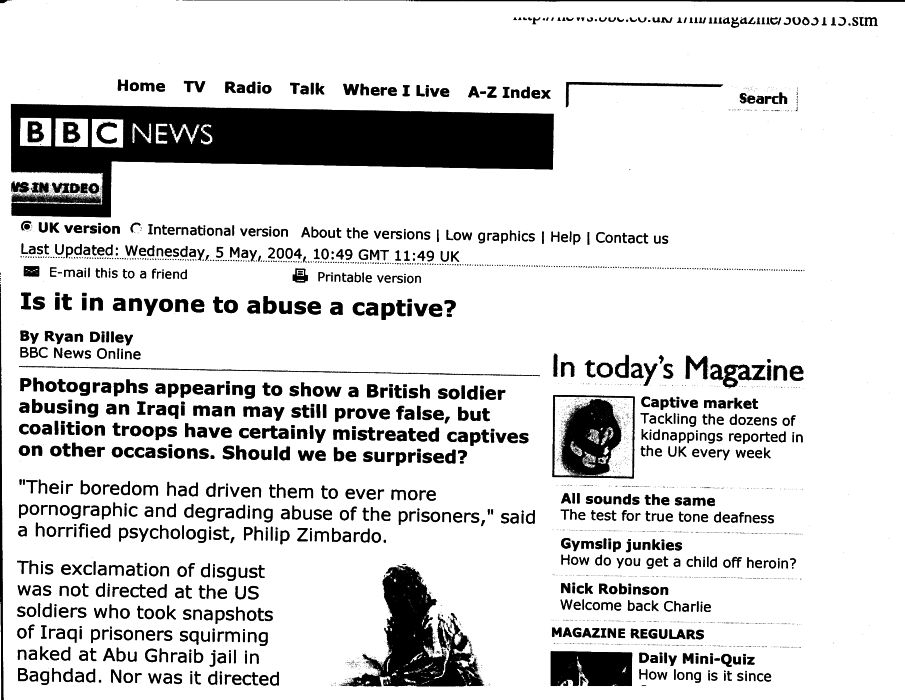 Home TV Radio Talk Where I Live A-Z Index
Search
BBC NEWS
IN VIDEO
UK version International version About the versions | Low graphics | Help | Contact us
Last Updated: Wednesday, 5 May, 2004, 10:49 GMT 11:49 UK
E-mail this to a friend Printable version
Is it in anyone to abuse a captive?
By Ryan Dilley
BBC News Online
Photographs appearing to show a British soldier
abusing an Iraqi man may still prove false, but
coalition troops have certainly mistreated captives
on other occasions. Should we be surprised?
"Their boredom had driven them to ever more
pornographic and degrading abuse of the prisoners," said
a horrified psychologist, Philip Zimbardo.
This exclamation of disgust
was not directed at the US
soldiers who took snapshots
of Iraqi prisoners squirming
naked at Abu Ghraib jail in
Baghdad. Nor was it directed
In today's Magazine
Captive market
Tackling the dozens of
kidnappings reported in
the UK every week
All sounds the same
The test for true tone deafness
Gymslip junkies
How do you get a child off heroin?
Nick Robinson
Welcome back Charlie
MAGAZINE REGULARS
Daily Mini-Quiz
How long is it since